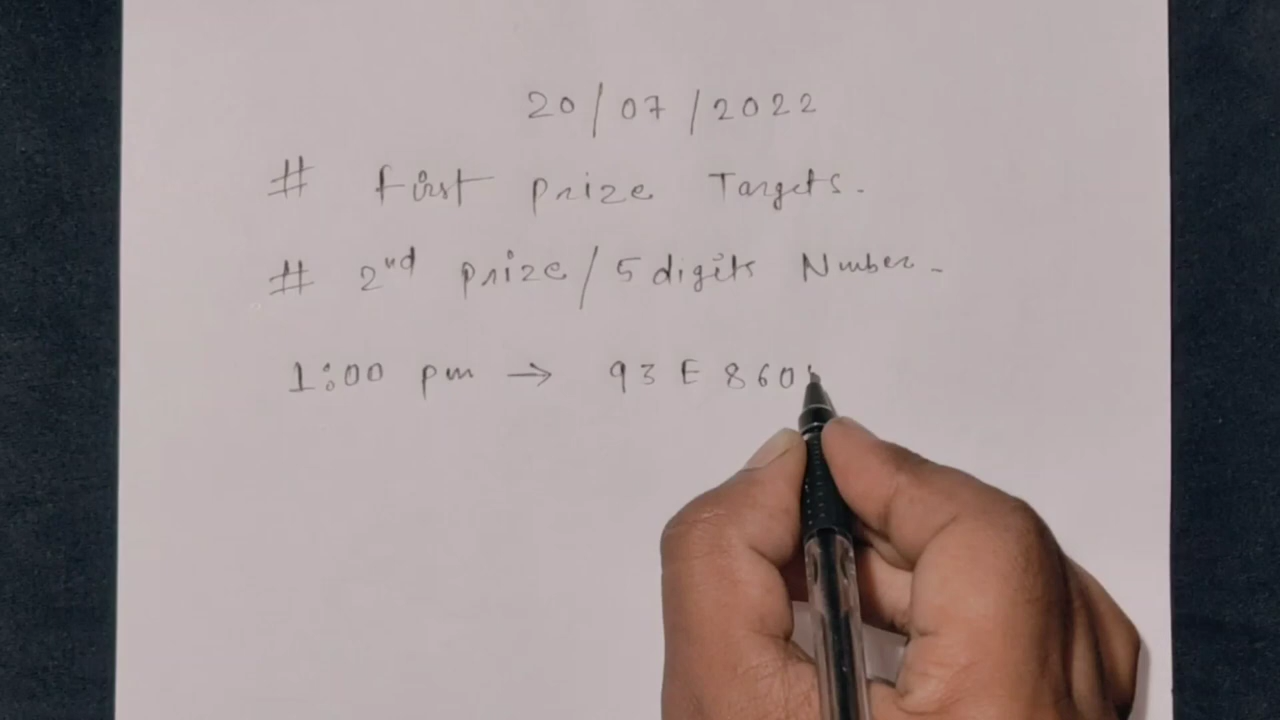 20/07/2022
# First prize Targets.
# 2nd prize/5 digits Number.
1:00 pm → 93 E 860